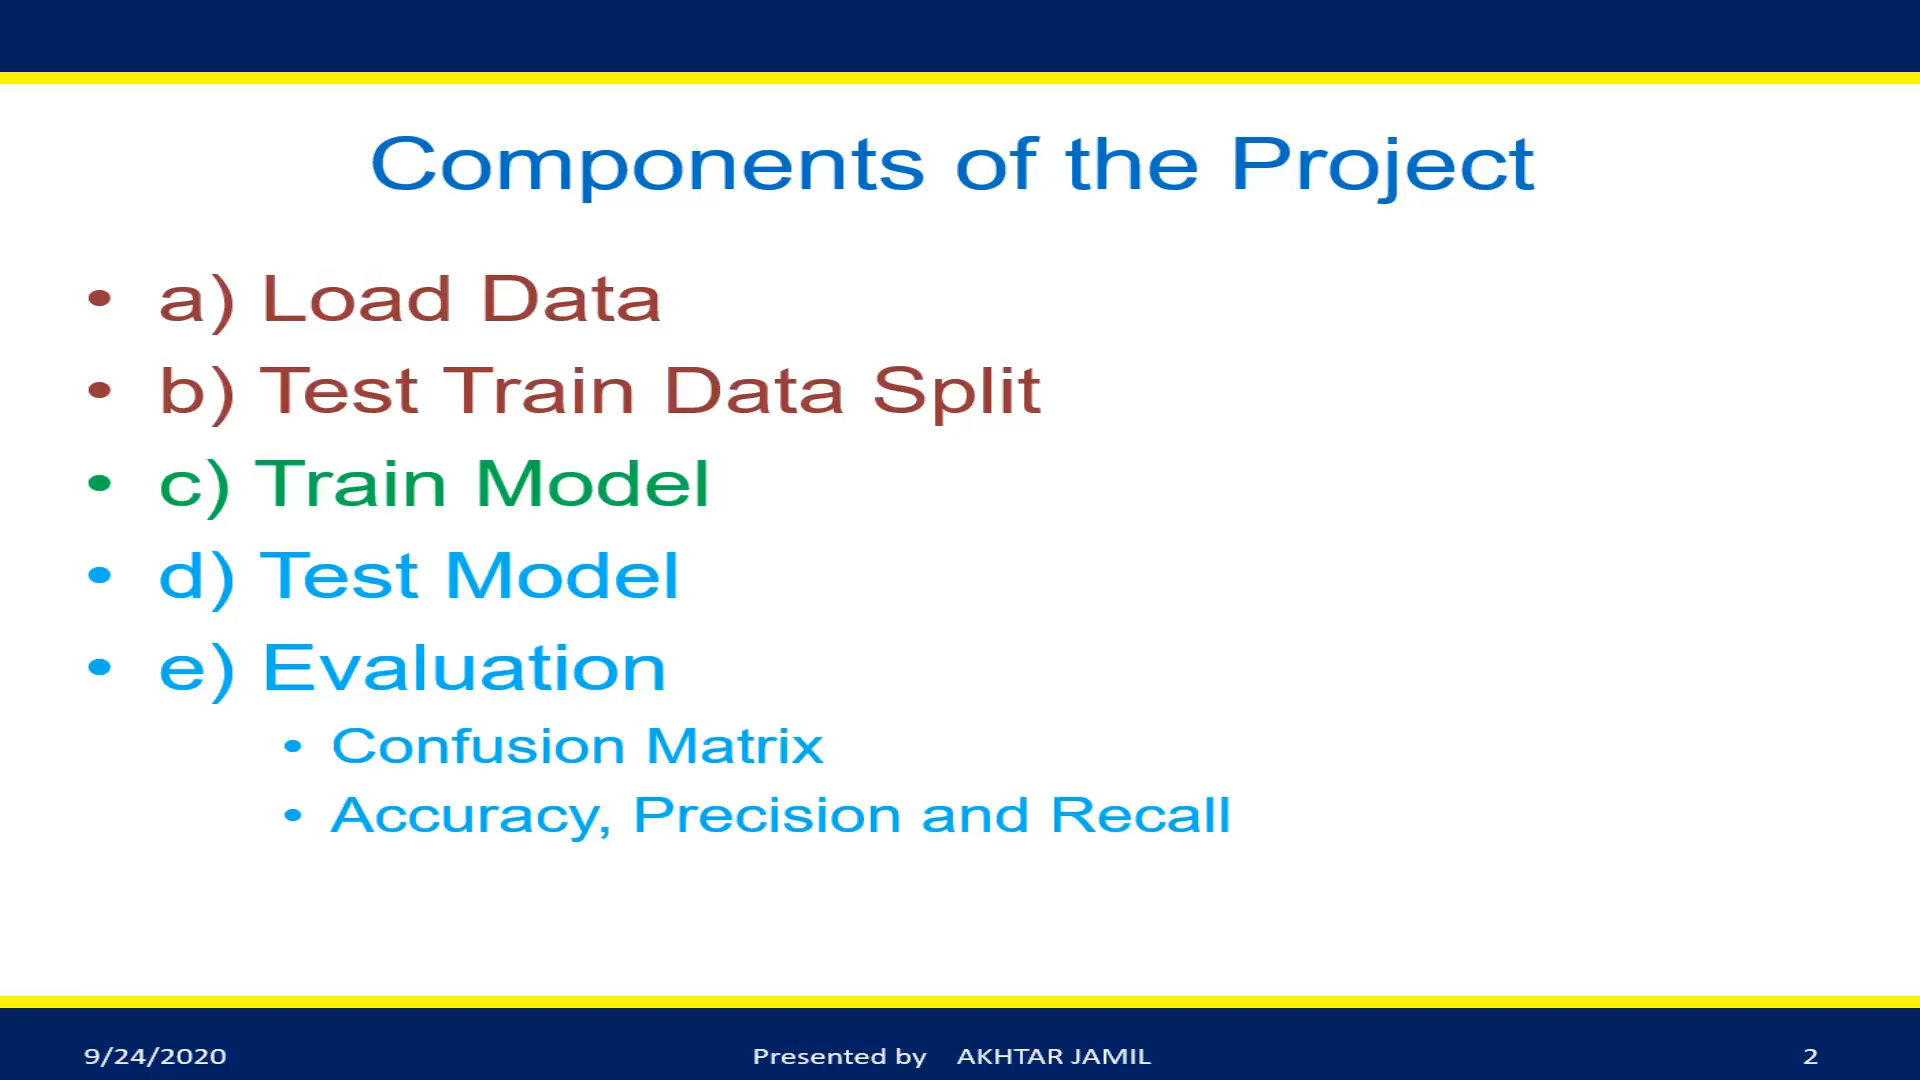 Components of the Project
• a) Load Data
• b) Test Train Data Split
• c) Train Model
• d) Test Model
• e) Evaluation
• Confusion Matrix
• Accuracy, Precision and Recall
9/24/2020 Presented by AKHTAR JAMIL 2